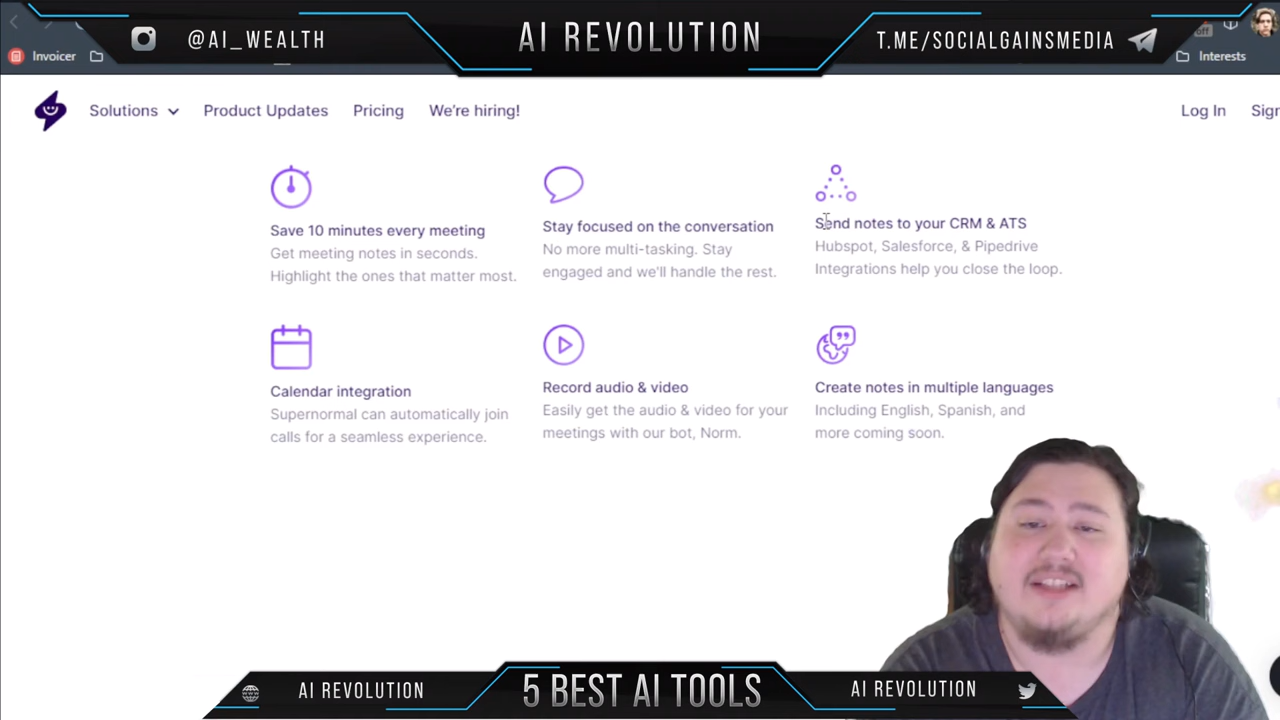 @AI_WEALTH
AI REVOLUTION
T.ME/SOCIALGAINSMEDIA
off
Invoicer
Interests
Solutions
Product Updates
Pricing
We're hiring!
Log In
Sign
Save 10 minutes every meeting
Get meeting notes in seconds.
Highlight the ones that matter most.
Stay focused on the conversation
No more multi-tasking. Stay
engaged and we'll handle the rest.
Send notes to your CRM & ATS
Hubspot, Salesforce, & Pipedrive
Integrations help you close the loop.
Calendar integration
Supernormal can automatically join
calls for a seamless experience.
Record audio & video
Easily get the audio & video for your
meetings with our bot, Norm.
Create notes in multiple languages
Including English, Spanish, and
more coming soon.
AI REVOLUTION
5 BEST AI TOOLS
AI REVOLUTION